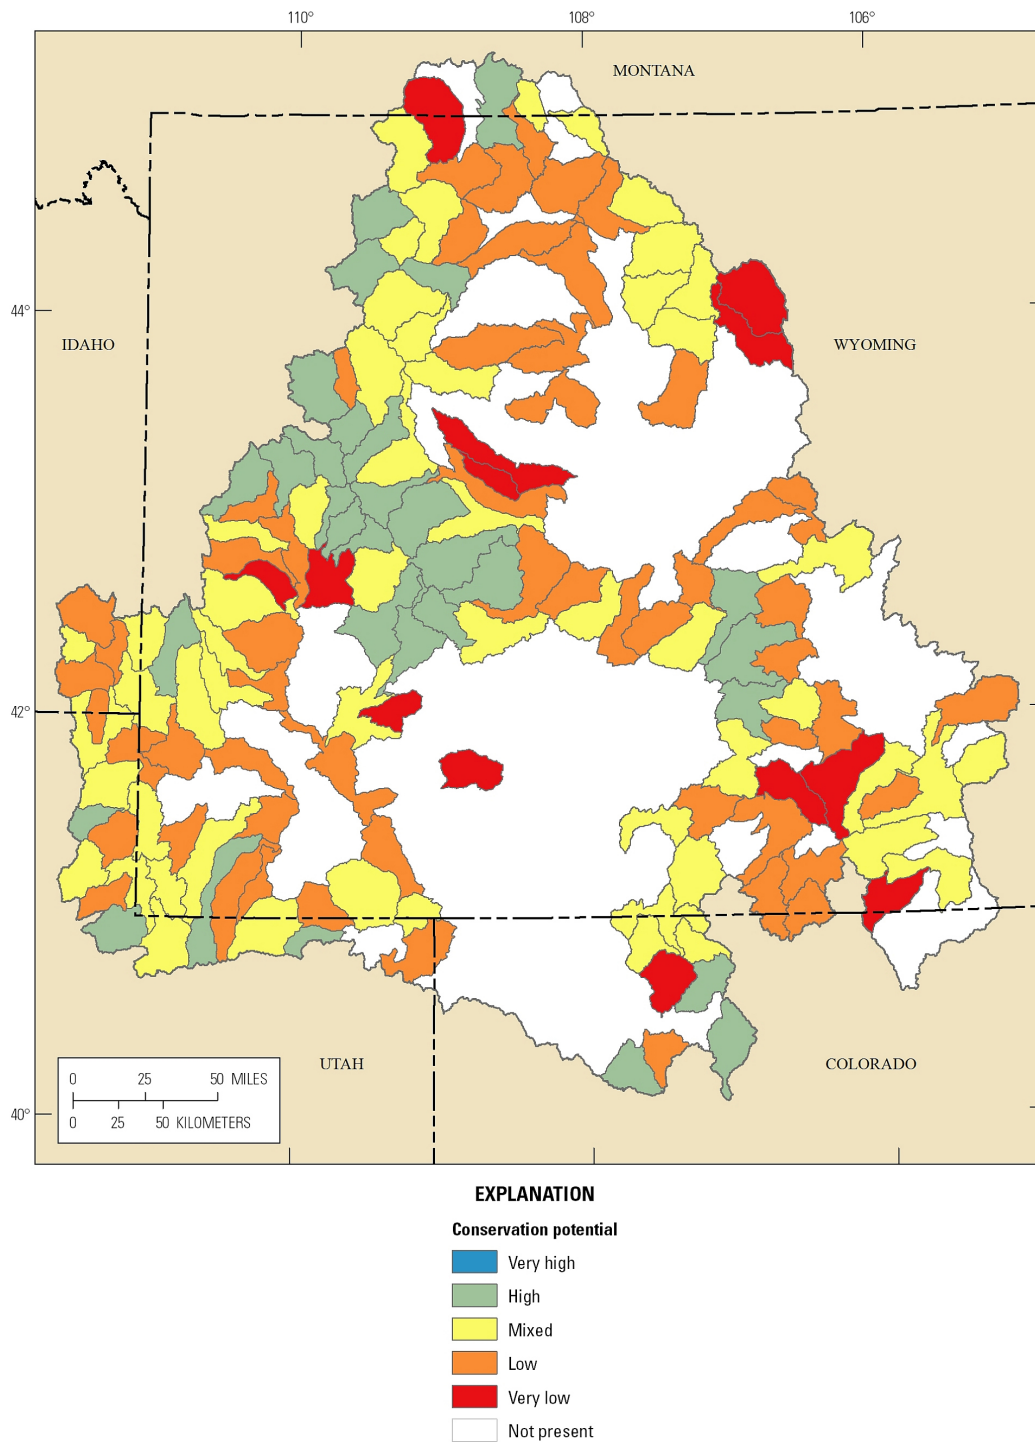 110° 108° 106°
MONTANA
44°
IDAHO WYOMING
42°
UTAH COLORADO
0 25 50 MILES
0 25 50 KILOMETERS
40°
EXPLANATION
Conservation potential
Very high
High
Mixed
Low
Very low
Not present